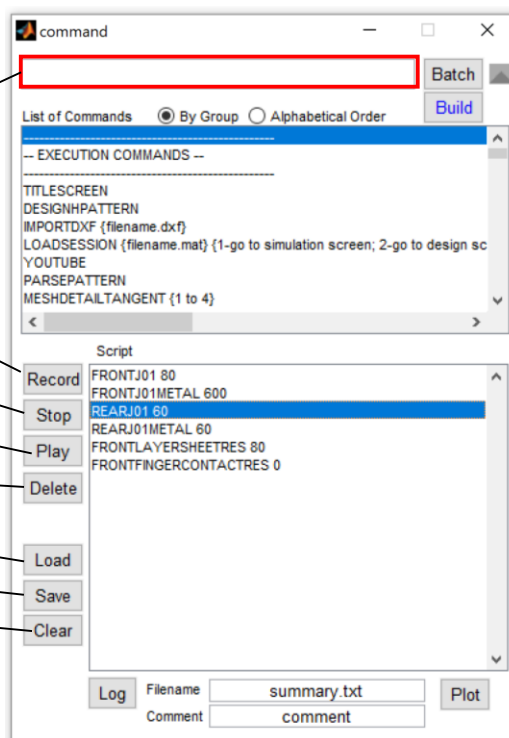 command
Batch
Build
List of Commands By Group Alphabetical Order
-- EXECUTION COMMANDS --
TITLESCREEN
DESIGNHPATTERN
IMPORTDXF {filename.dxf}
LOADSESSION {filename.mat} {1-go to simulation screen; 2-go to design sc
YOUTUBE
PARSEPATTERN
MESHDETAILTANGENT {1 to 4}
Script
Record
Stop
Play
Delete
Load
Save
Clear
FRONTJ01 80
FRONTJ01METAL 600
REARJ01 60
REARJ01METAL 60
FRONTLAYERSHEETRES 80
FRONTFINGERCONTACTRES 0
Log Filename summary.txt Plot
Comment comment